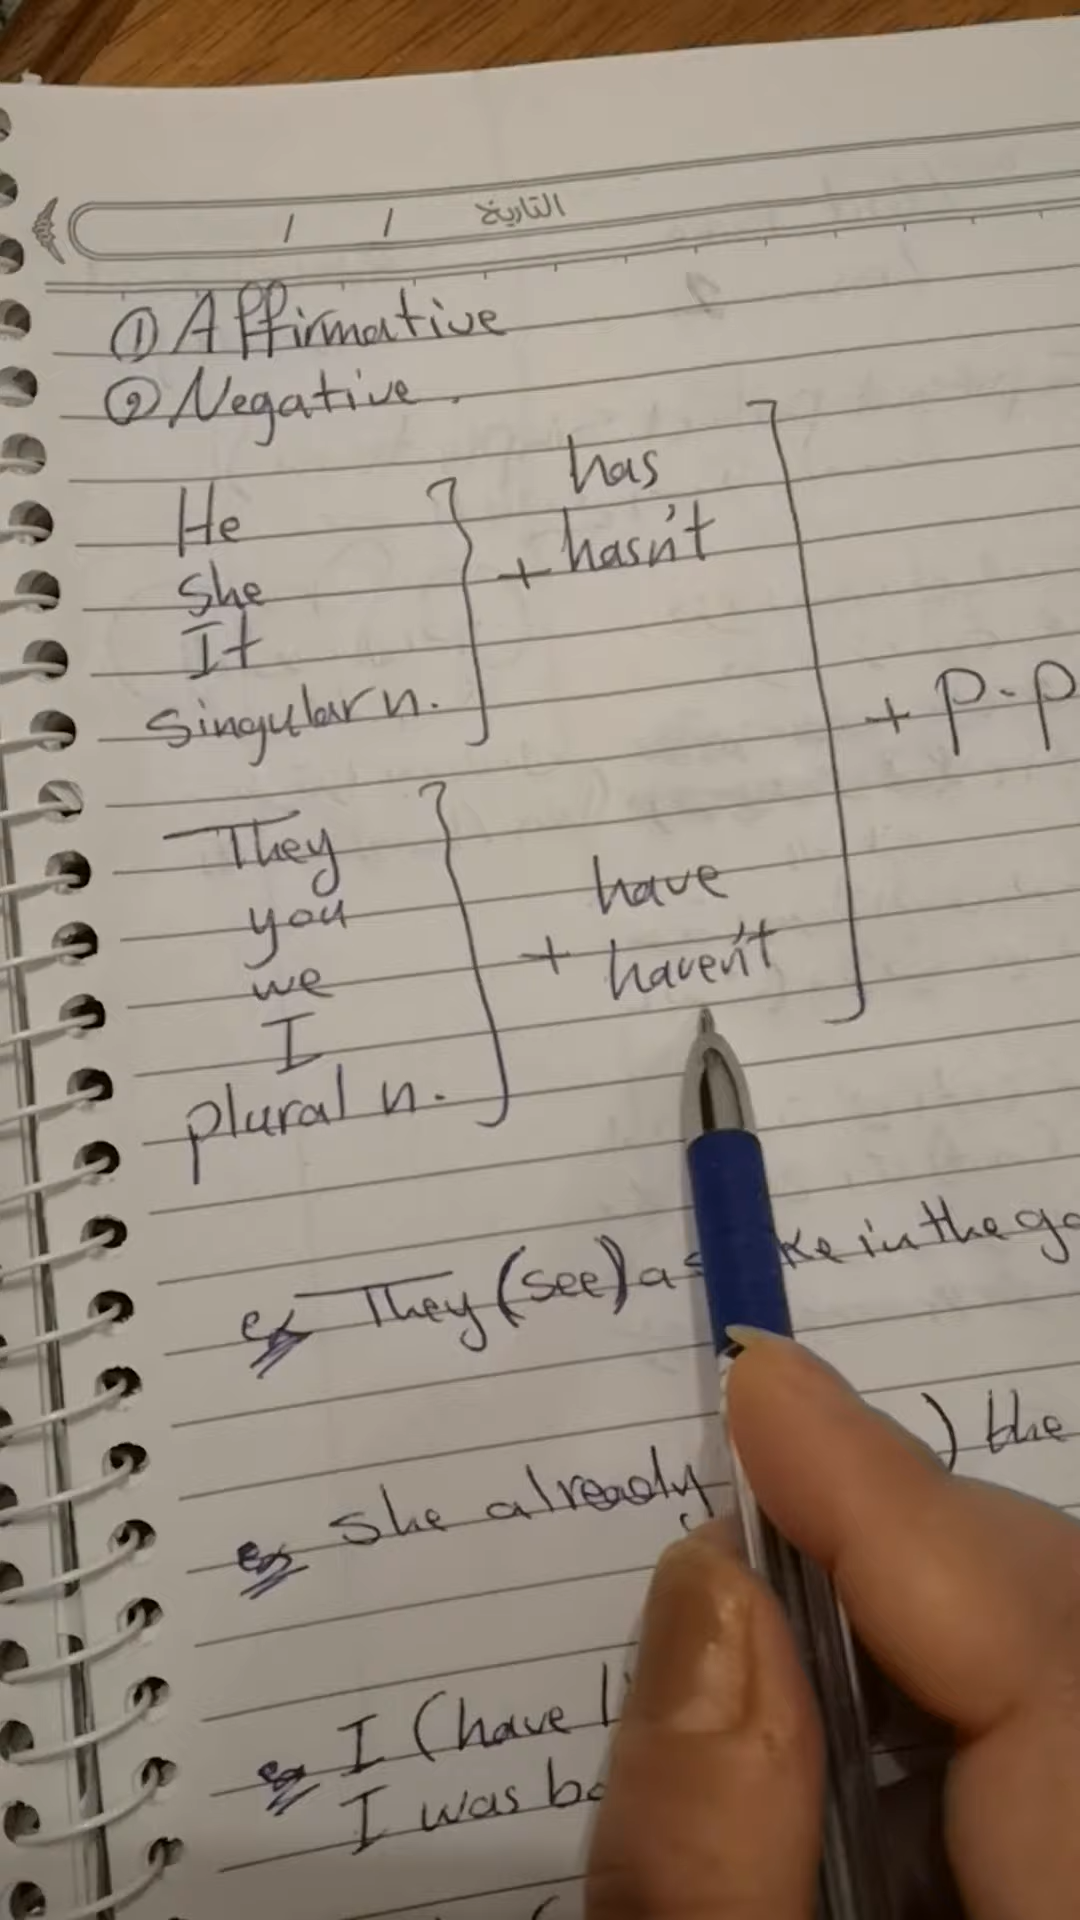 / / التاريخ
① Affirmative
② Negative.
He
She
It
Singular n.
+ has
hasn't
They
you
we
I
plural n.
+ have
haven't
+ p.p
ex They (see) a in the
ex she already ) the
ex I (have
I was